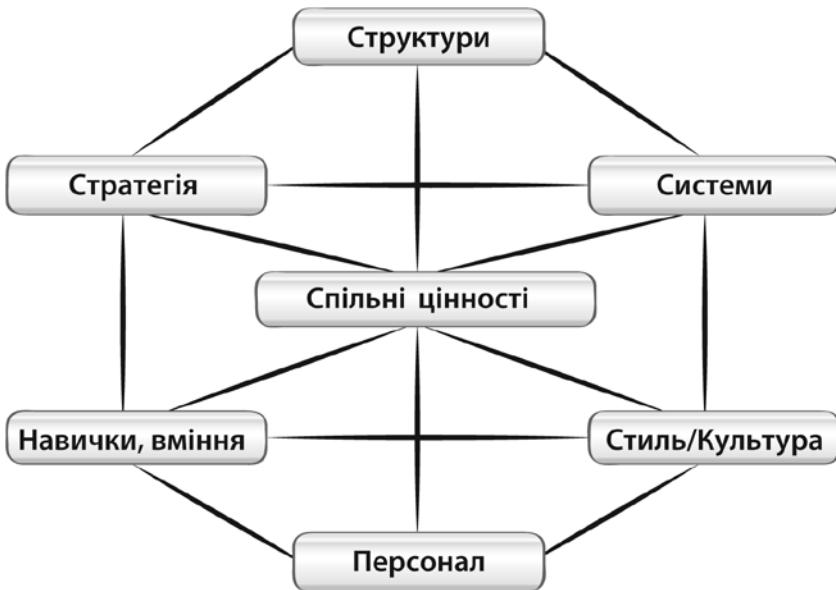 Структури
Стратегія
Системи
Спільні цінності
Навички, вміння
Стиль/Культура
Персонал